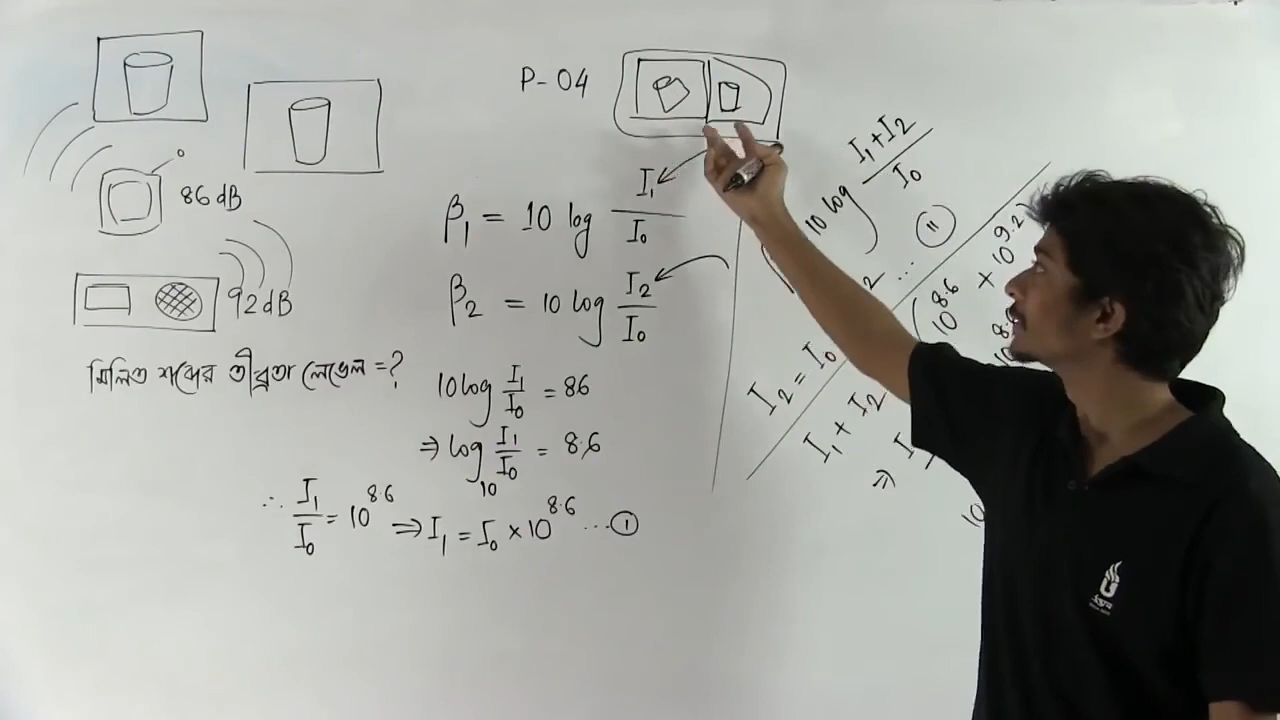 P-04
86 dB
92 dB
মিলিত শব্দের তীব্রতা লেভেল = ?
β₁ = 10 log I₁/I₀
β₂ = 10 log I₂/I₀
10 log I₁/I₀ = 86
⇒ log₁₀ I₁/I₀ = 8.6
∴ I₁/I₀ = 10^8.6 ⇒ I₁ = I₀ × 10^8.6 ... ①
10 log (I₁+I₂)/I₀
I₂ = I₀
... ⑪
I₁ + I₂
(10^8.6 × 10^9.2)
⇒ I